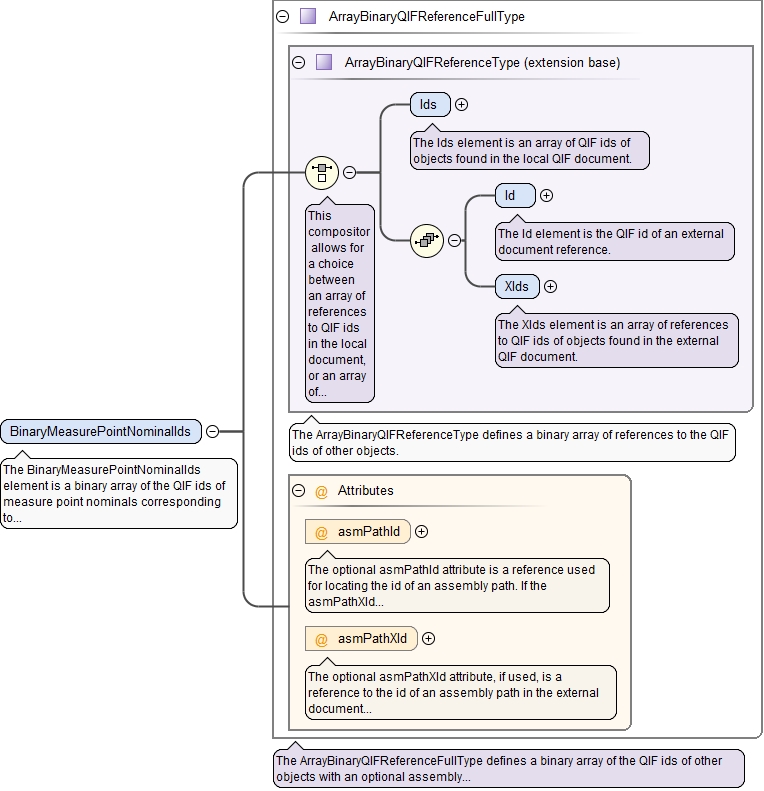 ArrayBinaryQIFReferenceFullType
ArrayBinaryQIFReferenceType (extension base)
Ids
The Ids element is an array of QIF ids of
objects found in the local QIF document.
This
compositor
allows for
a choice
between
an array of
references
to QIF ids
in the local
document,
or an array
of...
Id
The Id element is the QIF id of an external
document reference.
XIds
The XIds element is an array of references
to QIF ids of objects found in the external
QIF document.
The ArrayBinaryQIFReferenceType defines a binary array of references to the QIF
ids of other objects.
BinaryMeasurePointNominalIds
The BinaryMeasurePointNominalIds
element is a binary array of the QIF ids of
measure point nominals corresponding
to...
@ Attributes
@ asmPathId
The optional asmPathId attribute is a reference used
for locating the id of an assembly path. If the
asmPathXId...
@ asmPathXId
The optional asmPathXId attribute, if used, is a
reference to the id of an assembly path in the external
document...
The ArrayBinaryQIFReferenceFullType defines a binary array of the QIF ids of other
objects with an optional assembly...